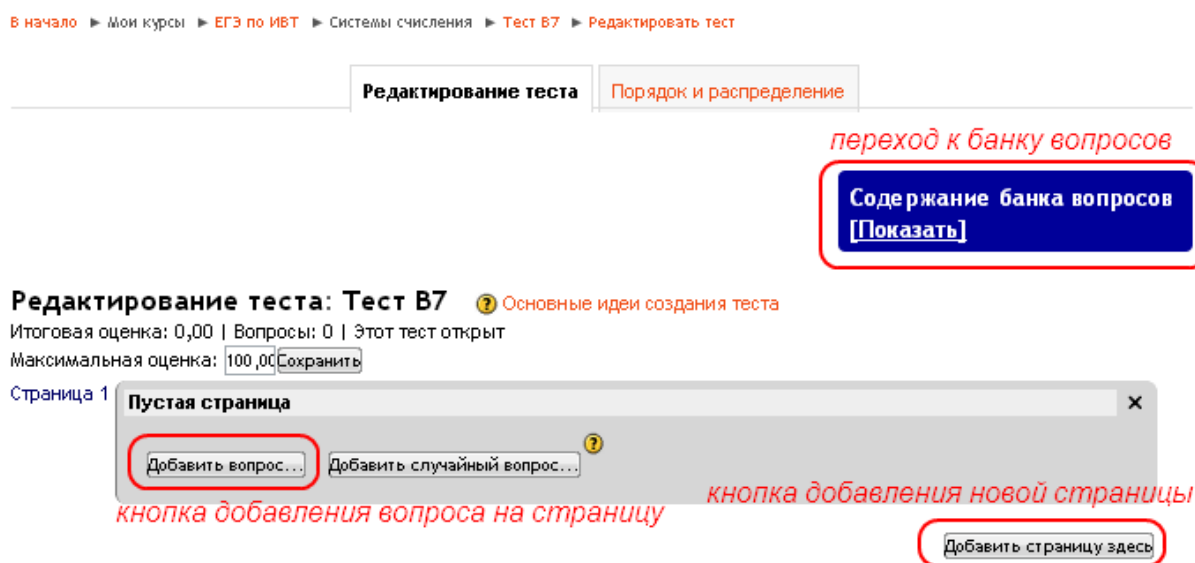 В начало ► Мои курсы ► ЕГЭ по ИВТ ► Системы счисления ► Тест B7 ► Редактировать тест
Редактирование теста Порядок и распределение
переход к банку вопросов
Содержание банка вопросов
[Показать]
Редактирование теста: Тест B7 Основные идеи создания теста
Итоговая оценка: 0,00 | Вопросы: 0 | Этот тест открыт
Максимальная оценка: 100,00 Сохранить
Страница 1
Пустая страница ×
Добавить вопрос... Добавить случайный вопрос... ?
кнопка добавления новой страницы
кнопка добавления вопроса на страницу
Добавить страницу здесь